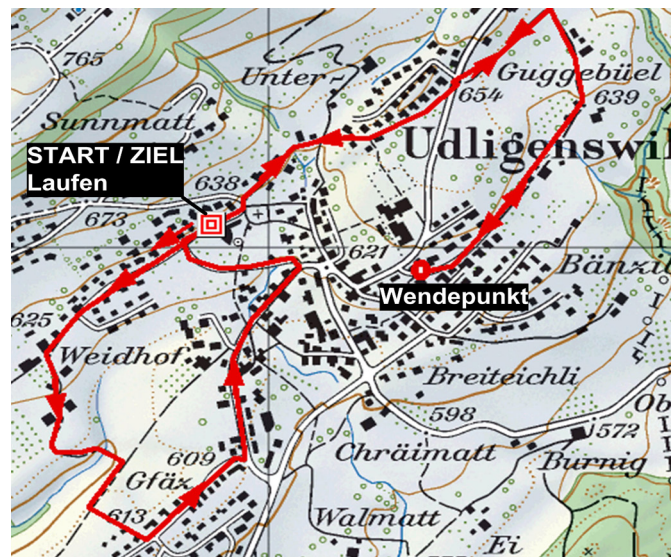 765
Unter-
Guggebüel
654
639
Sunnmatt
Udligenswil
START / ZIEL
Laufen
638
673
621
Bänzi
Wendepunkt
625
Weidhof
Breiteichli
598
Ob
572
609
Chräimatt
Burnig
Gfäz
613
Walmatt
Ei